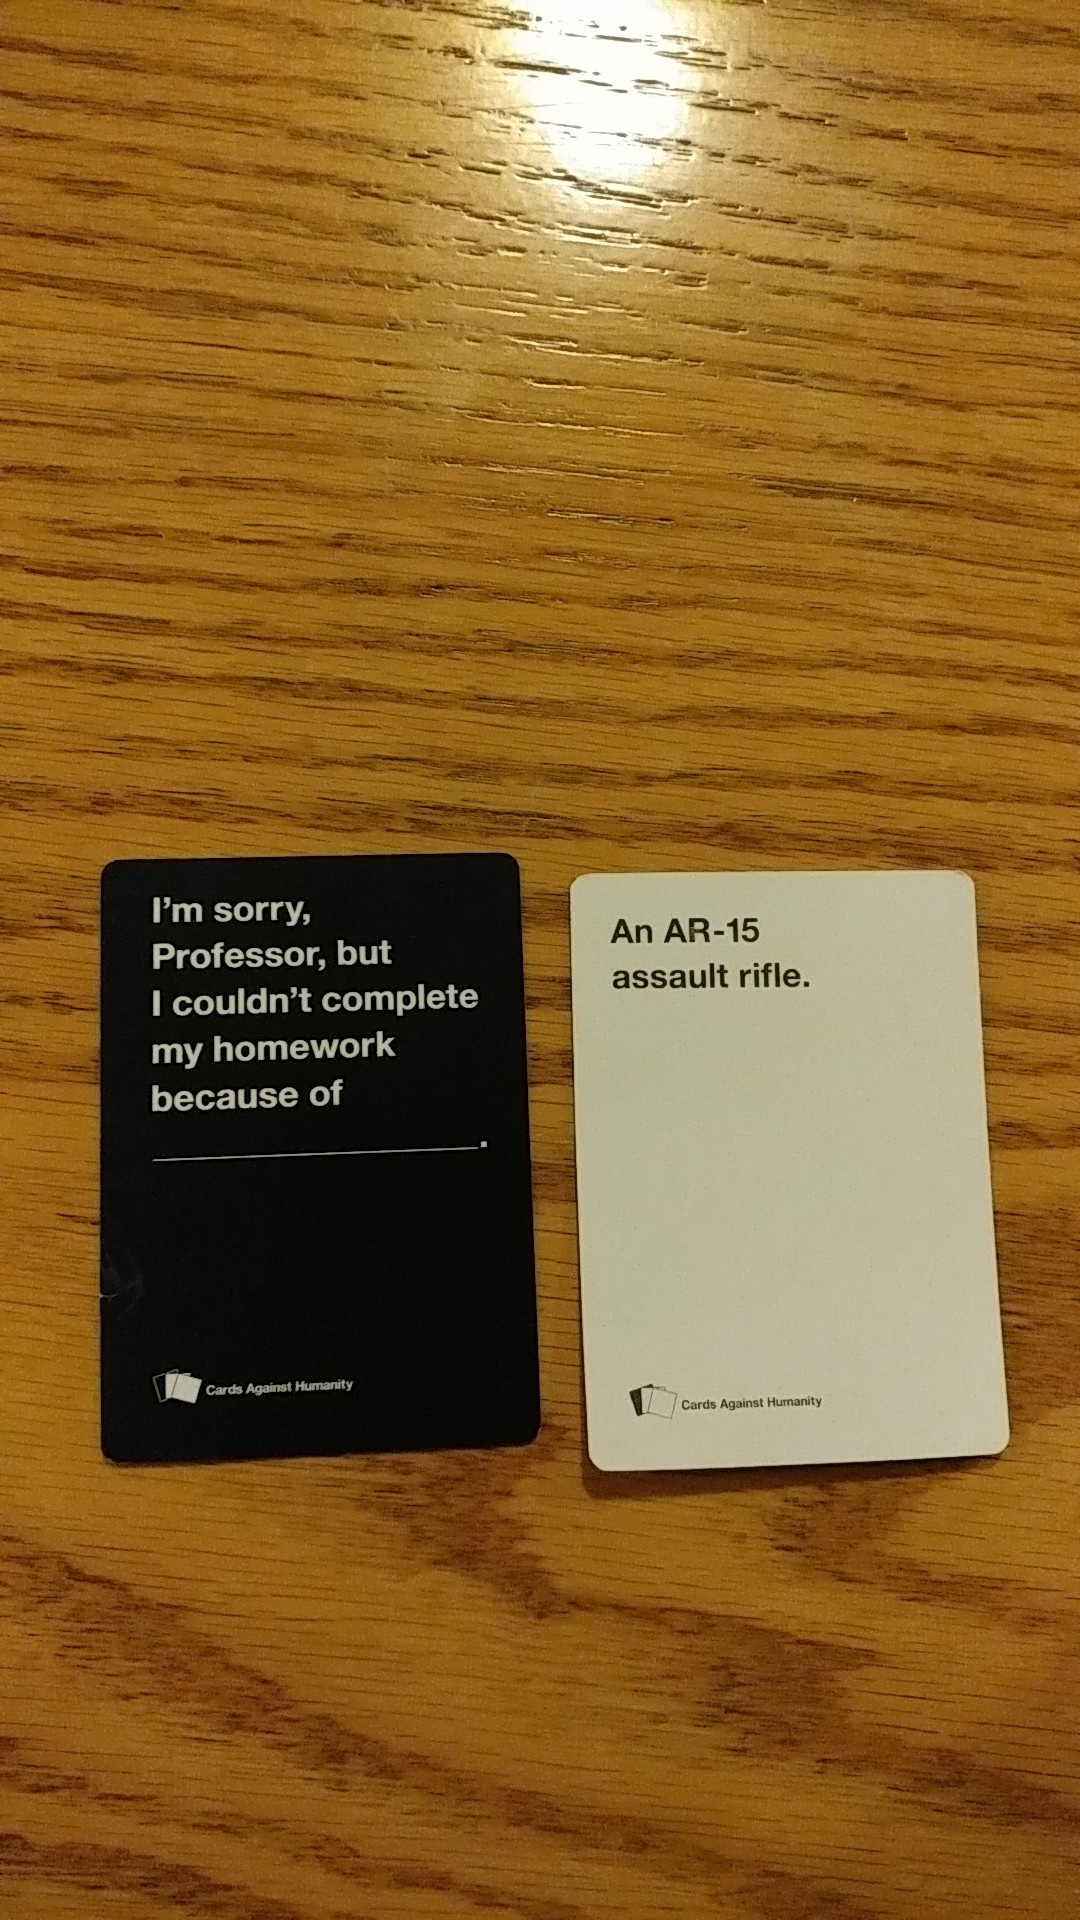 I'm sorry,
Professor, but
I couldn't complete
my homework
because of
____________.
Cards Against Humanity
An AR-15
assault rifle.
Cards Against Humanity